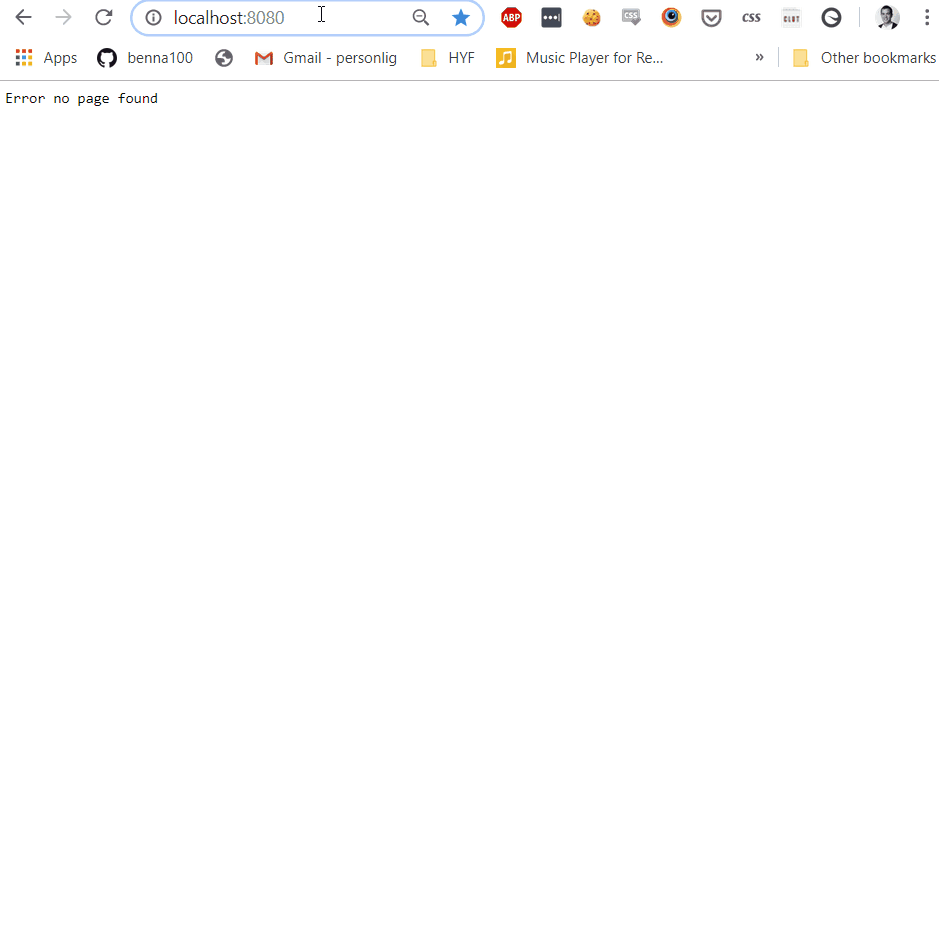 localhost:8080
ABP
CSS
CSS
CLBT
Apps
benna100
Gmail - personlig
HYF
Music Player for Re...
»
Other bookmarks
Error no page found